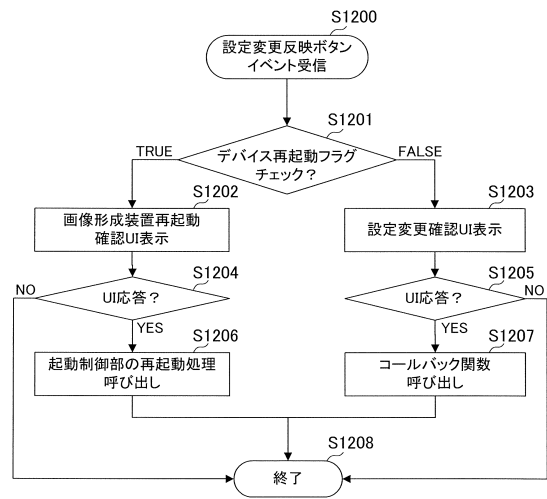 S1200
設定変更反映ボタン
イベント受信
S1201
TRUE
デバイス再起動フラグ
チェック？
FALSE
S1202
画像形成装置再起動
確認UI表示
S1203
設定変更確認UI表示
S1204
NO
UI応答？
YES
S1205
UI応答？
NO
YES
S1206
起動制御部の再起動処理
呼び出し
S1207
コールバック関数
呼び出し
S1208
終了